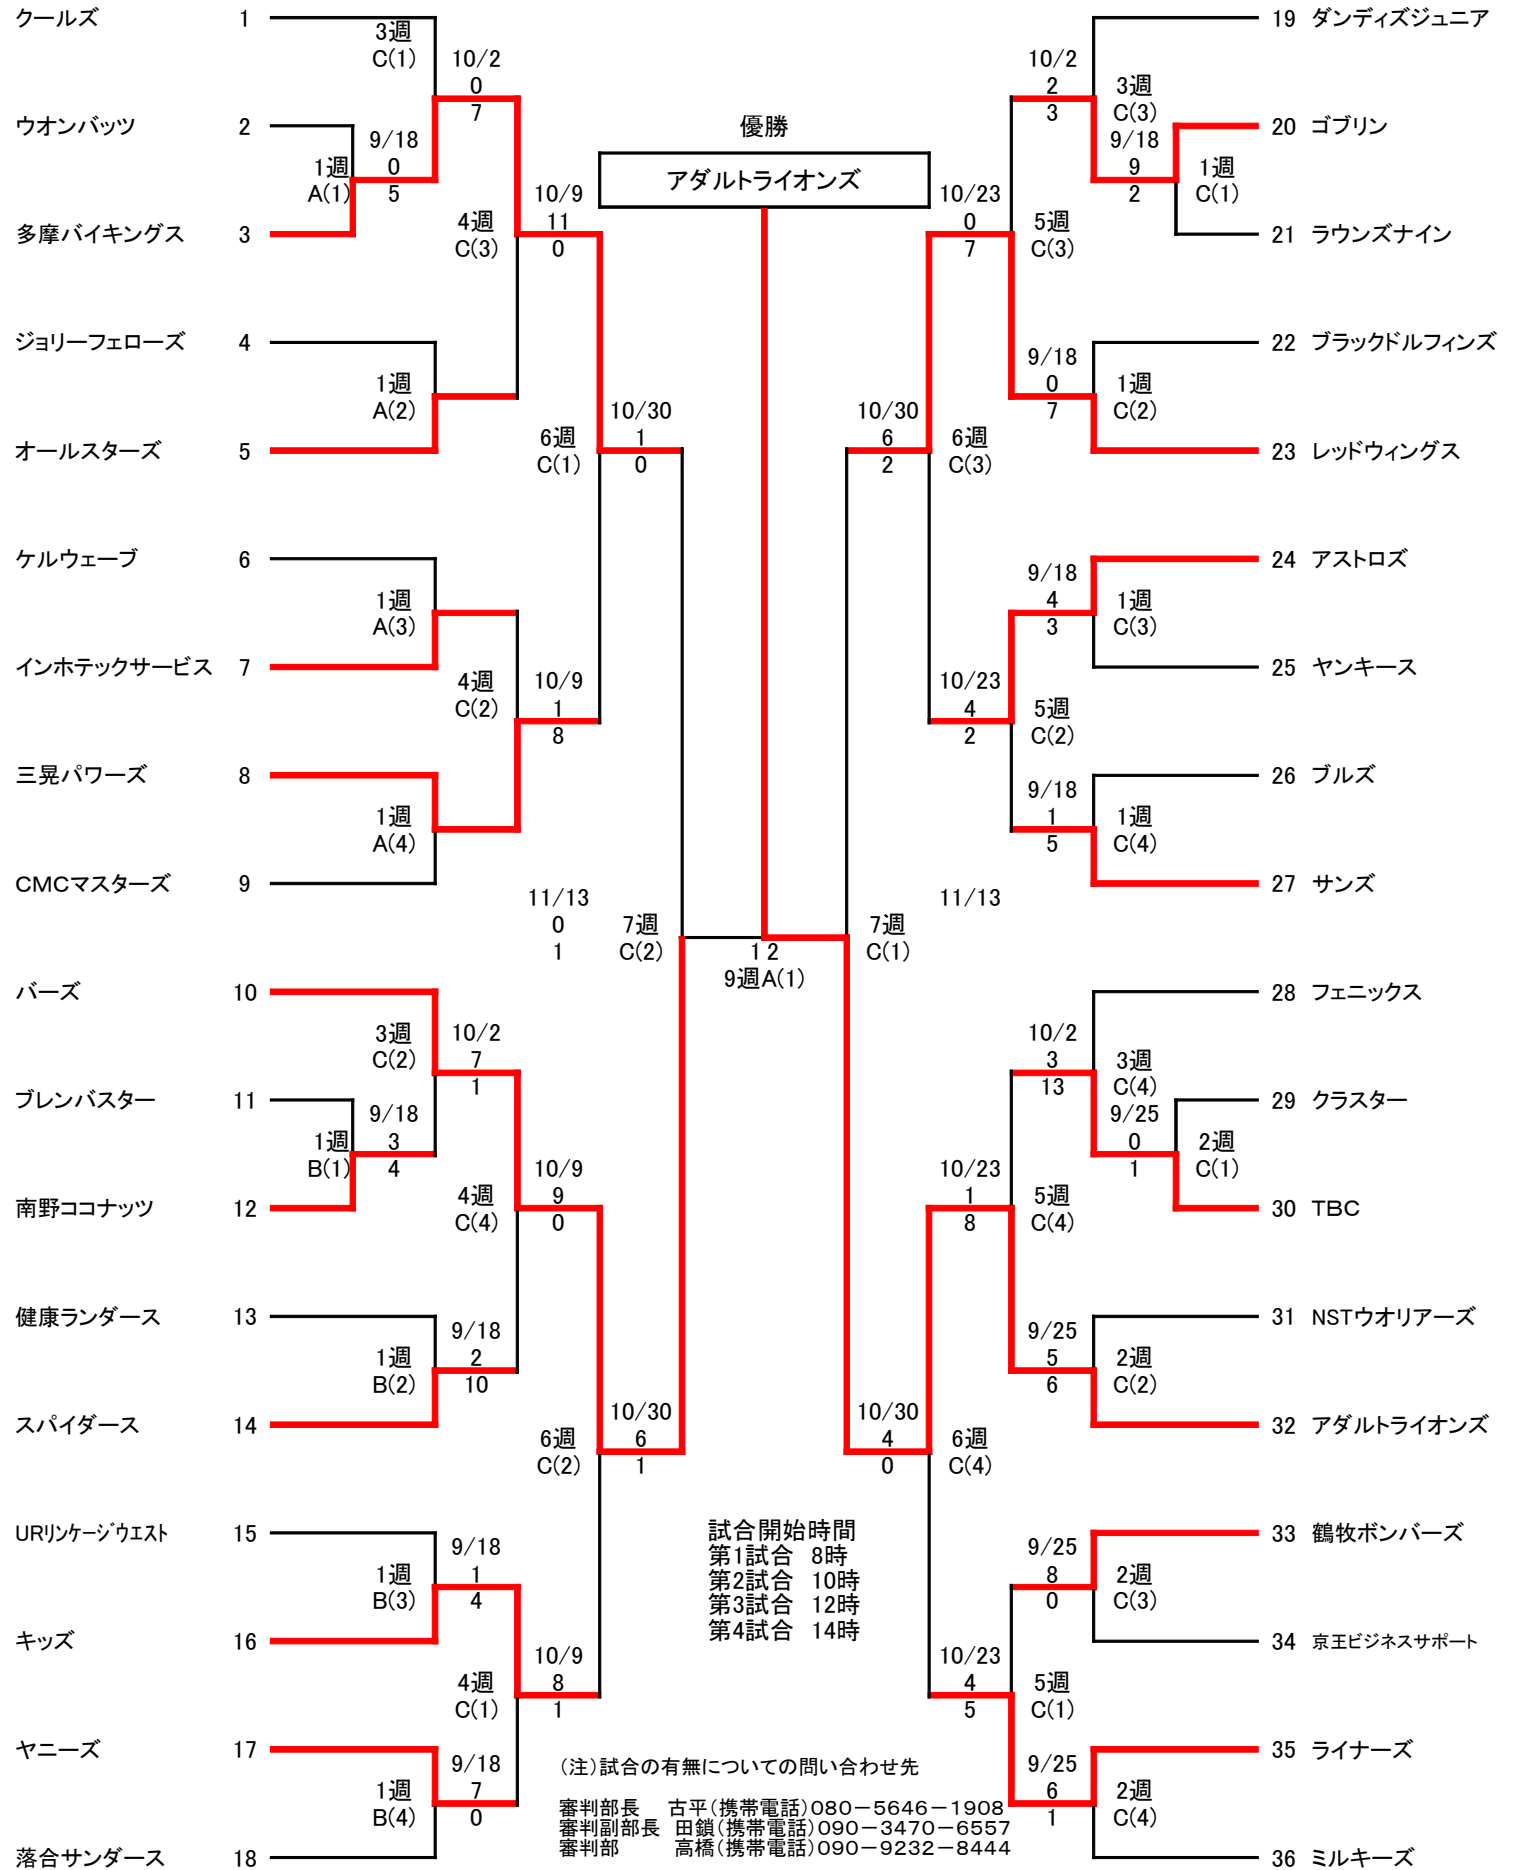 クールズ 1
3週
C(1)
10/2
0
7
ウオンバッツ 2
9/18
1週 0
A(1) 5
多摩バイキングス 3
10/9
4週 11
C(3) 0
ジョリーフェローズ 4
1週
A(2)
オールスターズ 5
10/30
6週 1
C(1) 0
ケルウェーブ 6
1週
A(3)
インホテックサービス 7
4週 10/9
C(2) 1
8
三晃パワーズ 8
1週
A(4)
CMCマスターズ 9
11/13
0
1
7週
C(2)
バーズ 10
3週 10/2
C(2) 7
1
ブレンバスター 11
9/18
1週 3
B(1) 4
南野ココナッツ 12
10/9
4週 9
C(4) 0
健康ランダース 13
9/18
1週 2
B(2) 10
スパイダース 14
10/30
6週 6
C(2) 1
URリンケージウエスト 15
9/18
1週 1
B(3) 4
キッズ 16
10/9
4週 8
C(1) 1
ヤニーズ 17
9/18
1週 7
B(4) 0
落合サンダース 18
優勝
アダルトライオンズ
1 2
9週A(1)
19 ダンディズジュニア
10/2
2 3週
3 C(3)
20 ゴブリン
9/18
9 1週
2 C(1)
21 ラウンズナイン
10/23
0 5週
7 C(3)
22 ブラックドルフィンズ
9/18
0 1週
7 C(2)
23 レッドウィングス
10/30
6 6週
2 C(3)
24 アストロズ
9/18
4 1週
3 C(3)
25 ヤンキース
10/23
4 5週
2 C(2)
26 ブルズ
9/18
1 1週
5 C(4)
27 サンズ
11/13
7週
C(1)
28 フェニックス
10/2
3 3週
13 C(4)
29 クラスター
9/25
0 2週
1 C(1)
30 TBC
10/23
1 5週
8 C(4)
31 NSTウオリアーズ
9/25
5 2週
6 C(2)
32 アダルトライオンズ
10/30
4 6週
0 C(4)
33 鶴牧ボンバーズ
9/25
8 2週
0 C(3)
34 京王ビジネスサポート
10/23
4 5週
5 C(1)
35 ライナーズ
9/25
6 2週
1 C(4)
36 ミルキーズ
試合開始時間
第1試合 8時
第2試合 10時
第3試合 12時
第4試合 14時
(注)試合の有無についての問い合わせ先
審判部長 古平(携帯電話)080-5646-1908
審判副部長 田鎖(携帯電話)090-3470-6557
審判部 高橋(携帯電話)090-9232-8444